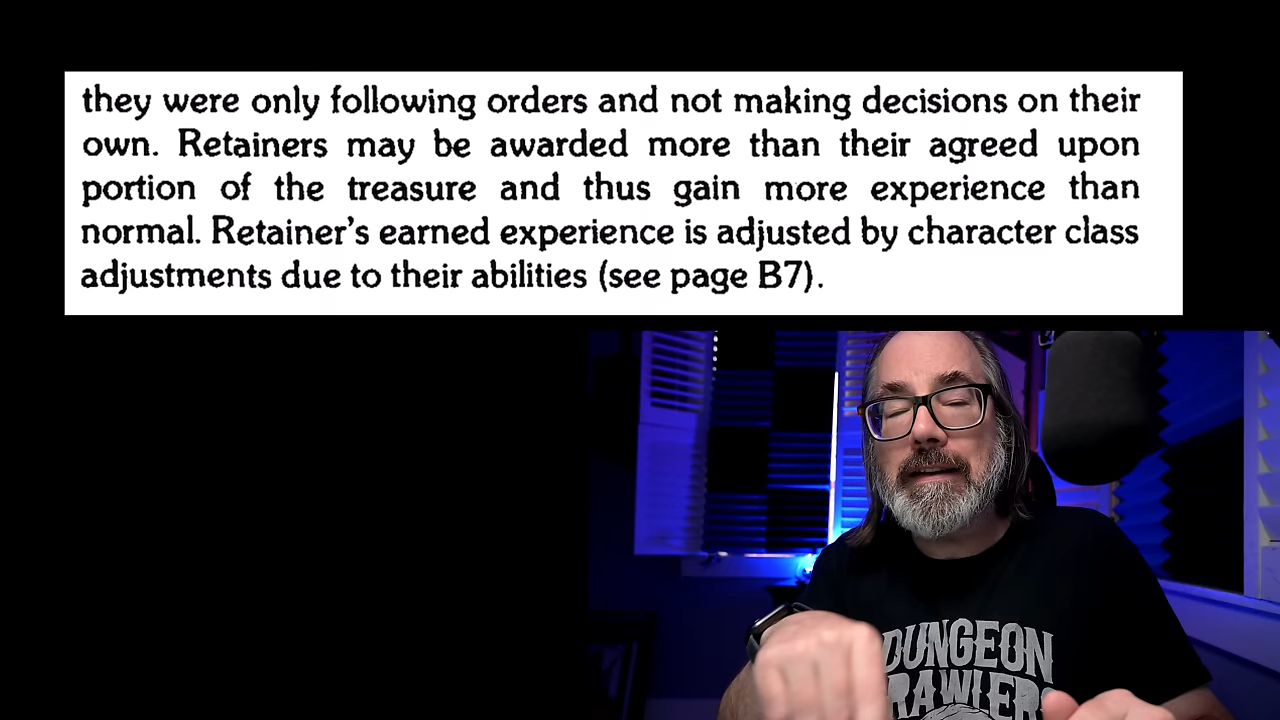 they were only following orders and not making decisions on their
own. Retainers may be awarded more than their agreed upon
portion of the treasure and thus gain more experience than
normal. Retainer's earned experience is adjusted by character class
adjustments due to their abilities (see page B7).
DUNGEON
RAWLERS